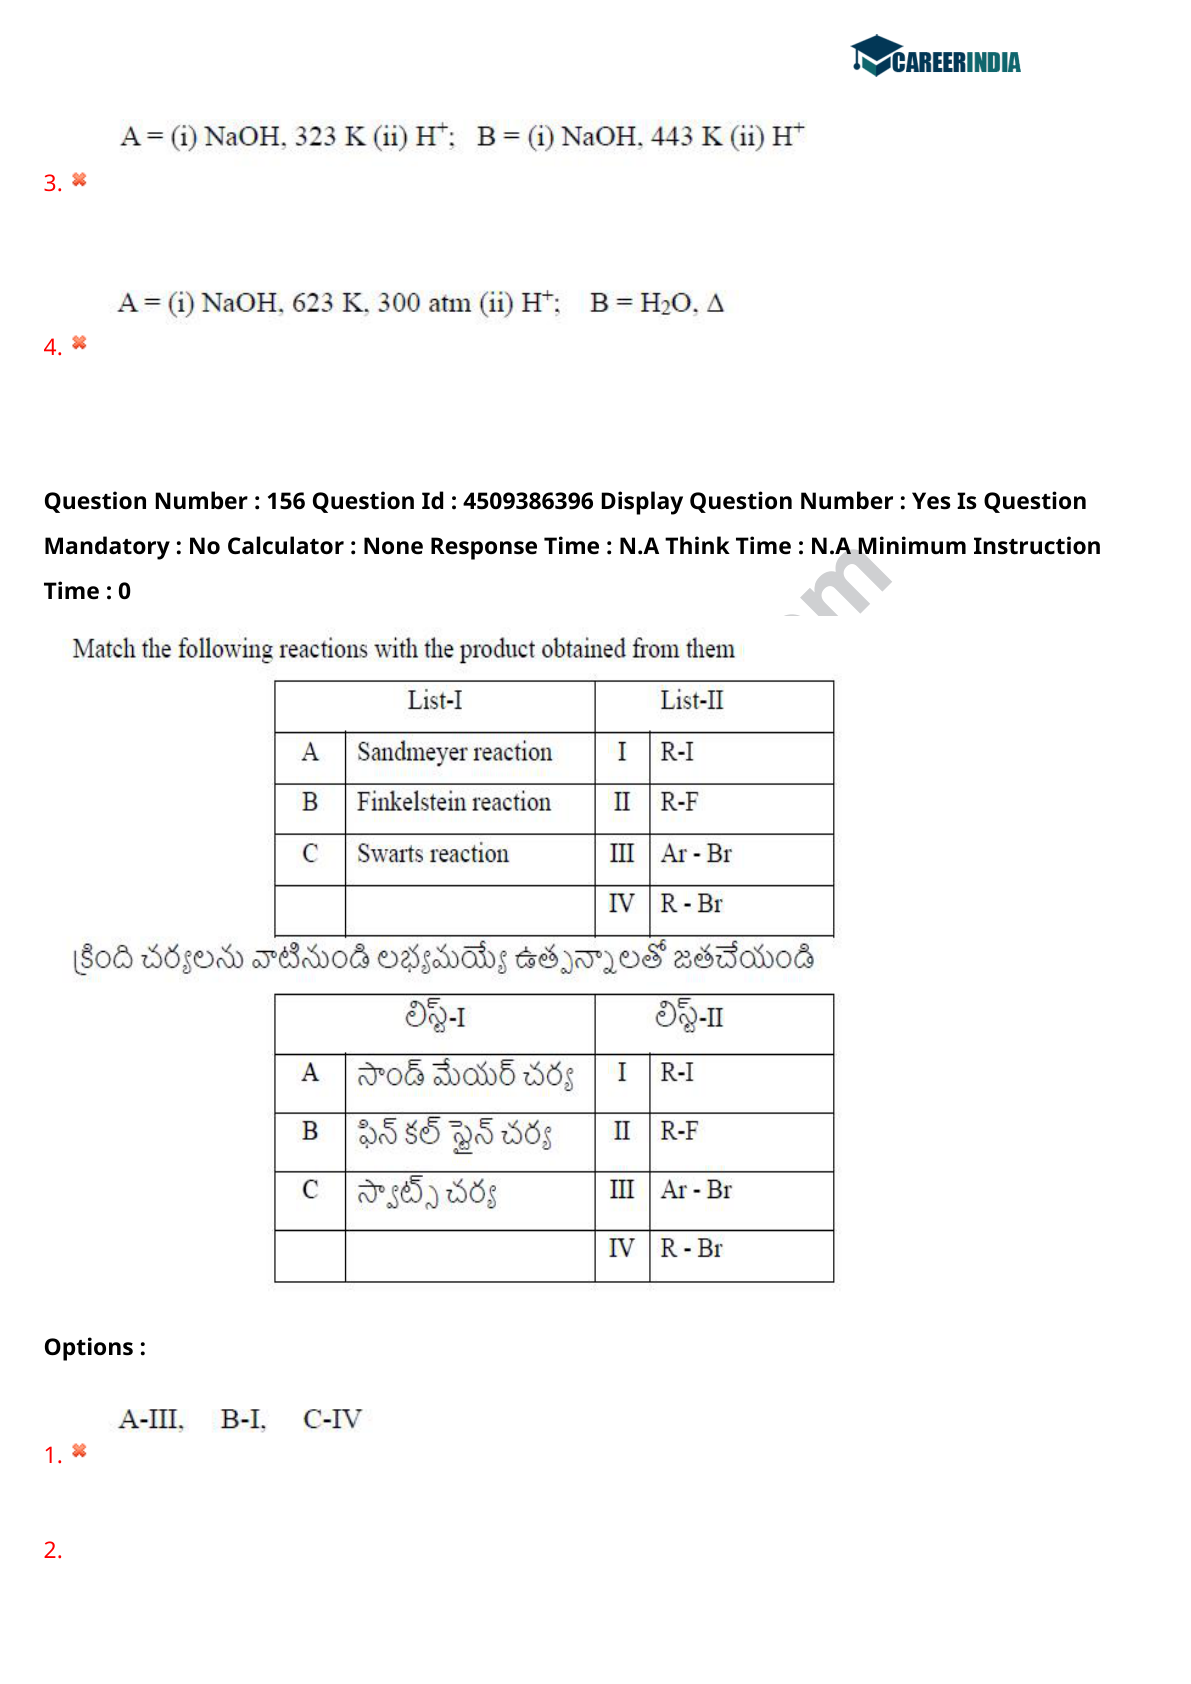 CAREERINDIA
A = (i) NaOH, 323 K (ii) H⁺; B = (i) NaOH, 443 K (ii) H⁺
3.
A = (i) NaOH, 623 K, 300 atm (ii) H⁺; B = H₂O, Δ
4.
Question Number : 156 Question Id : 4509386396 Display Question Number : Yes Is Question
Mandatory : No Calculator : None Response Time : N.A Think Time : N.A Minimum Instruction
Time : 0
Match the following reactions with the product obtained from them
List-I List-II
A Sandmeyer reaction I R-I
B Finkelstein reaction II R-F
C Swarts reaction III Ar - Br
IV R - Br
క్రింది చర్యలను వాటినుండి లభ్యమయ్యే ఉత్పన్నాలతో జతచేయండి
లిస్ట్-I లిస్ట్-II
A సాండ్ మేయర్ చర్య I R-I
B ఫిన్ కల్ స్టైన్ చర్య II R-F
C స్వాట్స్ చర్య III Ar - Br
IV R - Br
Options :
A-III, B-I, C-IV
1.
2.